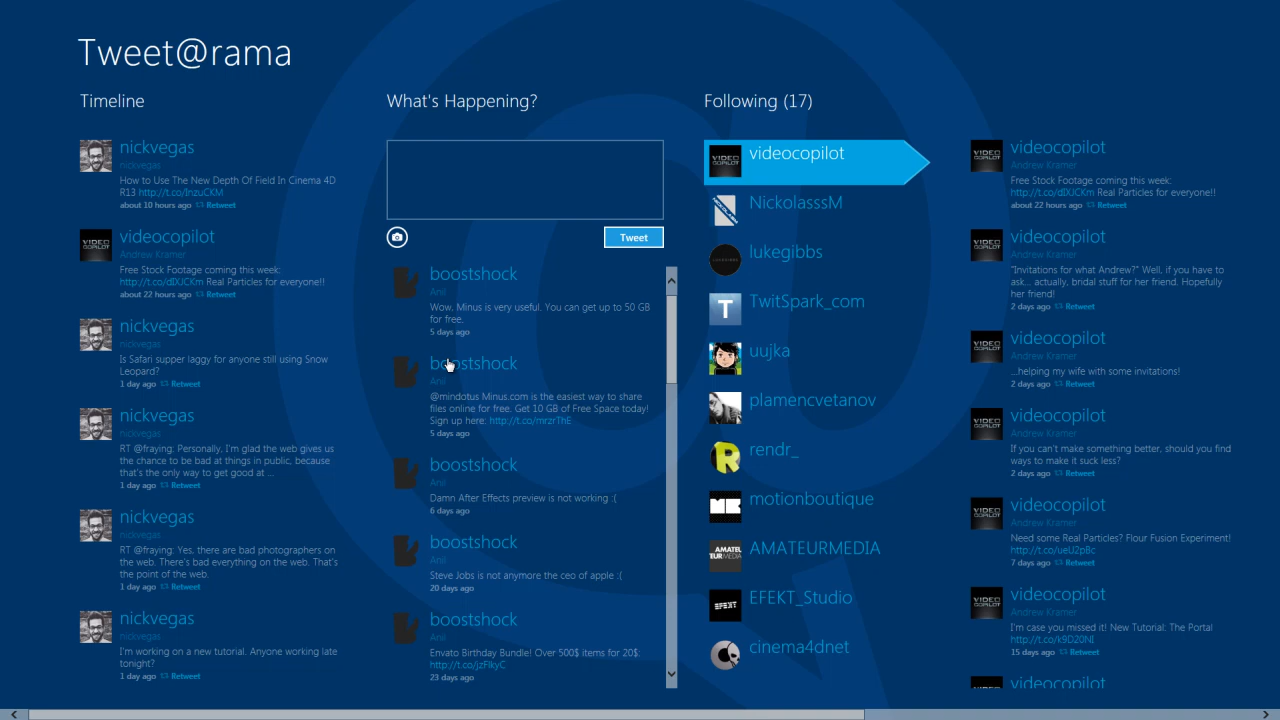 Tweet@rama
Timeline
nickvegas
nickvegas
How to Use The New Depth Of Field In Cinema 4D
R13 http://t.co/InzuCKM
about 10 hours ago Retweet
videocopilot
Andrew Kramer
Free Stock Footage coming this week:
http://t.co/dIXJCKm Real Particles for everyone!!
about 22 hours ago Retweet
nickvegas
nickvegas
Is Safari supper laggy for anyone still using Snow
Leopard?
1 day ago Retweet
nickvegas
nickvegas
RT @fraying: Personally, I'm glad the web gives us
the chance to be bad at things in public, because
that's the only way to get good at ...
1 day ago Retweet
nickvegas
nickvegas
RT @fraying: Yes, there are bad photographers on
the web. There's bad everything on the web. That's
the point of the web.
1 day ago Retweet
nickvegas
nickvegas
I'm working on a new tutorial. Anyone working late
tonight?
1 day ago Retweet
What's Happening?
Tweet
boostshock
Anil
Wow, Minus is very useful. You can get up to 50 GB
for free.
5 days ago
boostshock
Anil
@mindotus Minus.com is the easiest way to share
files online for free. Get 10 GB of Free Space today!
Sign up here: http://t.co/mrzrThE
5 days ago
boostshock
Anil
Damn After Effects preview is not working :(
6 days ago
boostshock
Anil
Steve Jobs is not anymore the ceo of apple :(
20 days ago
boostshock
Anil
Envato Birthday Bundle! Over 500$ items for 20$:
http://t.co/jzFlkyC
23 days ago
Following (17)
VIDEO COPILOT
videocopilot
NickolasssM
lukegibbs
T
TwitSpark_com
uujka
plamencvetanov
R
rendr_
motionboutique
AMATEURMEDIA
AMATEURMEDIA
EFEKT
EFEKT_Studio
cinema4dnet
videocopilot
Andrew Kramer
Free Stock Footage coming this week:
http://t.co/dIXJCKm Real Particles for everyone!!
about 22 hours ago Retweet
videocopilot
Andrew Kramer
"Invitations for what Andrew?" Well, if you have to
ask... actually, bridal stuff for her friend. Hopefully
her friend!
2 days ago Retweet
videocopilot
Andrew Kramer
...helping my wife with some invitations!
2 days ago Retweet
videocopilot
Andrew Kramer
If you can't make something better, should you find
ways to make it suck less?
2 days ago Retweet
videocopilot
Andrew Kramer
Need some Real Particles? Flour Fusion Experiment!
http://t.co/ueU2pBc
7 days ago Retweet
videocopilot
Andrew Kramer
I'm case you missed it! New Tutorial: The Portal
http://t.co/k9D20NI
15 days ago Retweet
videocopilot